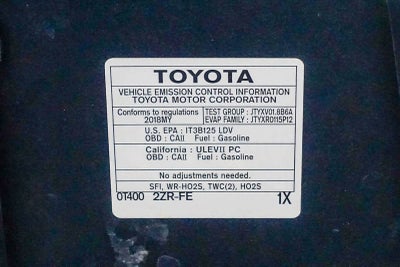 TOYOTA
VEHICLE EMISSION CONTROL INFORMATION
TOYOTA MOTOR CORPORATION
Conforms to regulations
2018MY
TEST GROUP : JTYXV01.8B6A
EVAP FAMILY : JTYXR0115P12
U.S. EPA : IT3B125 LDV
OBD : CAII Fuel : Gasoline
California : ULEVII PC
OBD : CAII Fuel : Gasoline
No adjustments needed.
SFI, WR-HO2S, TWC(2), HO2S
0T400 2ZR-FE 1X